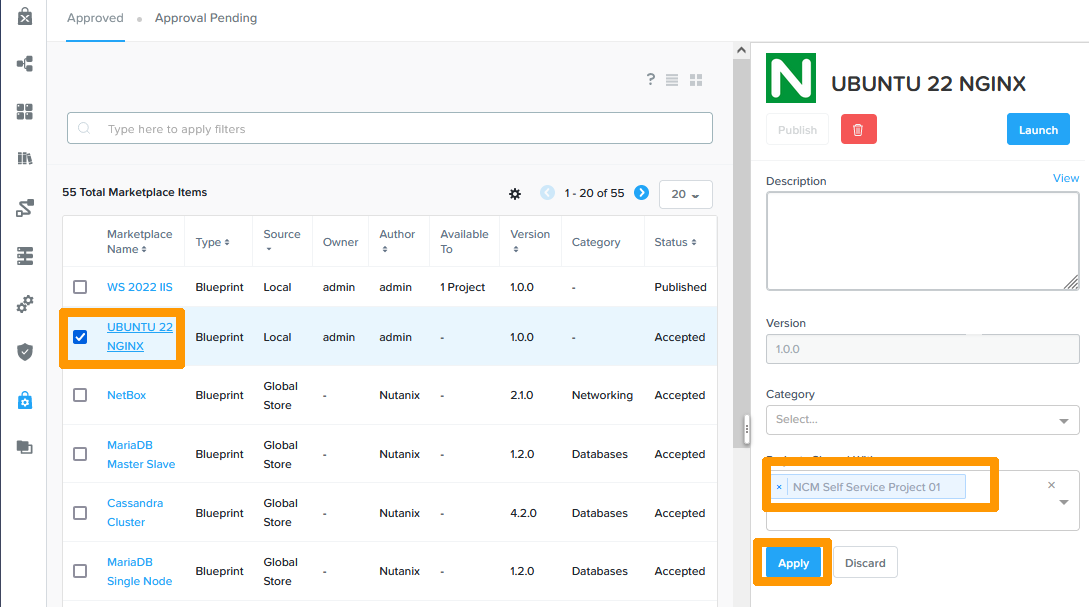 Approved
Approval Pending
?
Type here to apply filters
55 Total Marketplace Items
1 - 20 of 55
20
Marketplace Name
Type
Source
Owner
Author
Available To
Version
Category
Status
WS 2022 IIS Blueprint Local admin admin 1 Project 1.0.0 - Published
UBUNTU 22 NGINX Blueprint Local admin admin - 1.0.0 - Accepted
NetBox Blueprint Global Store - Nutanix - 2.1.0 Networking Accepted
MariaDB Master Slave Blueprint Global Store - Nutanix - 1.2.0 Databases Accepted
Cassandra Cluster Blueprint Global Store - Nutanix - 4.2.0 Databases Accepted
MariaDB Single Node Blueprint Global Store - Nutanix - 1.2.0 Databases Accepted
N
UBUNTU 22 NGINX
Publish
Launch
Description
View
Version
1.0.0
Category
Select...
× NCM Self Service Project 01 ×
Apply
Discard